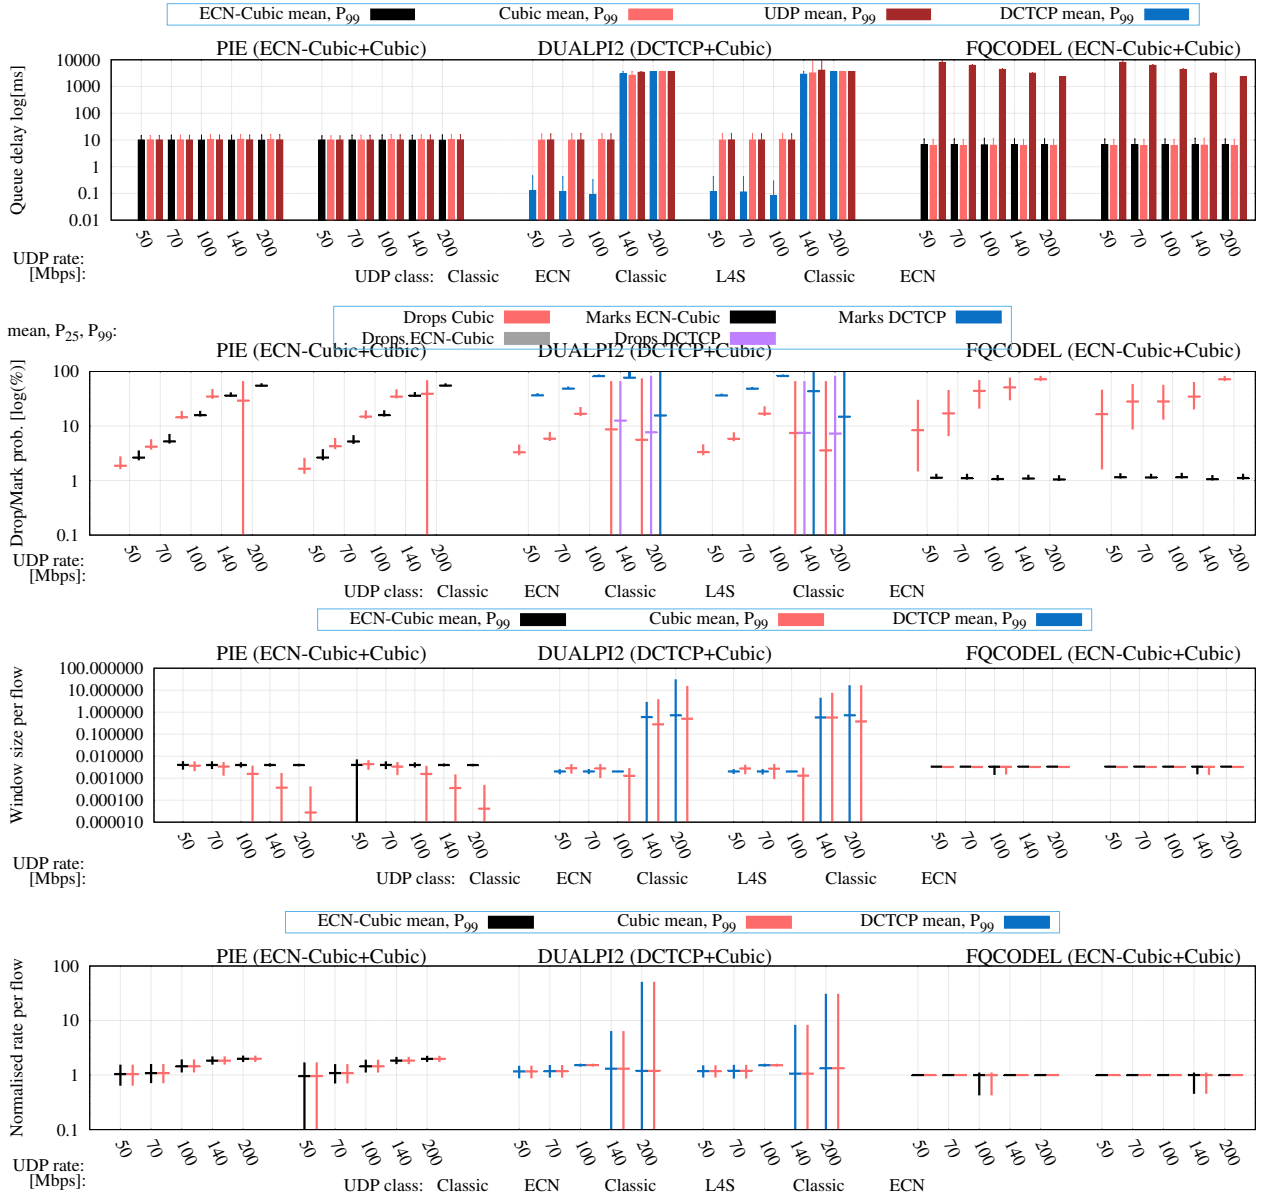 ECN-Cubic mean, P99 Cubic mean, P99 UDP mean, P99 DCTCP mean, P99
PIE (ECN-Cubic+Cubic) DUALPI2 (DCTCP+Cubic) FQCODEL (ECN-Cubic+Cubic)
Queue delay log[ms]
10000
1000
100
10
1
0.1
0.01
50 70 100 140 200 50 70 100 140 200 50 70 100 140 200 50 70 100 140 200 50 70 100 140 200 50 70 100 140 200
UDP rate:
[Mbps]:
UDP class: Classic ECN Classic L4S Classic ECN
mean, P25, P99:
Drops Cubic Marks ECN-Cubic Marks DCTCP
Drops ECN-Cubic Drops DCTCP
PIE (ECN-Cubic+Cubic) DUALPI2 (DCTCP+Cubic) FQCODEL (ECN-Cubic+Cubic)
Drop/Mark prob. [log(%)]
100
10
1
0.1
50 70 100 140 200 50 70 100 140 200 50 70 100 140 200 50 70 100 140 200 50 70 100 140 200 50 70 100 140 200
UDP rate:
[Mbps]:
UDP class: Classic ECN Classic L4S Classic ECN
ECN-Cubic mean, P99 Cubic mean, P99 DCTCP mean, P99
PIE (ECN-Cubic+Cubic) DUALPI2 (DCTCP+Cubic) FQCODEL (ECN-Cubic+Cubic)
Window size per flow
100.000000
10.000000
1.000000
0.100000
0.010000
0.001000
0.000100
0.000010
50 70 100 140 200 50 70 100 140 200 50 70 100 140 200 50 70 100 140 200 50 70 100 140 200 50 70 100 140 200
UDP rate:
[Mbps]:
UDP class: Classic ECN Classic L4S Classic ECN
ECN-Cubic mean, P99 Cubic mean, P99 DCTCP mean, P99
PIE (ECN-Cubic+Cubic) DUALPI2 (DCTCP+Cubic) FQCODEL (ECN-Cubic+Cubic)
Normalised rate per flow
100
10
1
0.1
50 70 100 140 200 50 70 100 140 200 50 70 100 140 200 50 70 100 140 200 50 70 100 140 200 50 70 100 140 200
UDP rate:
[Mbps]:
UDP class: Classic ECN Classic L4S Classic ECN